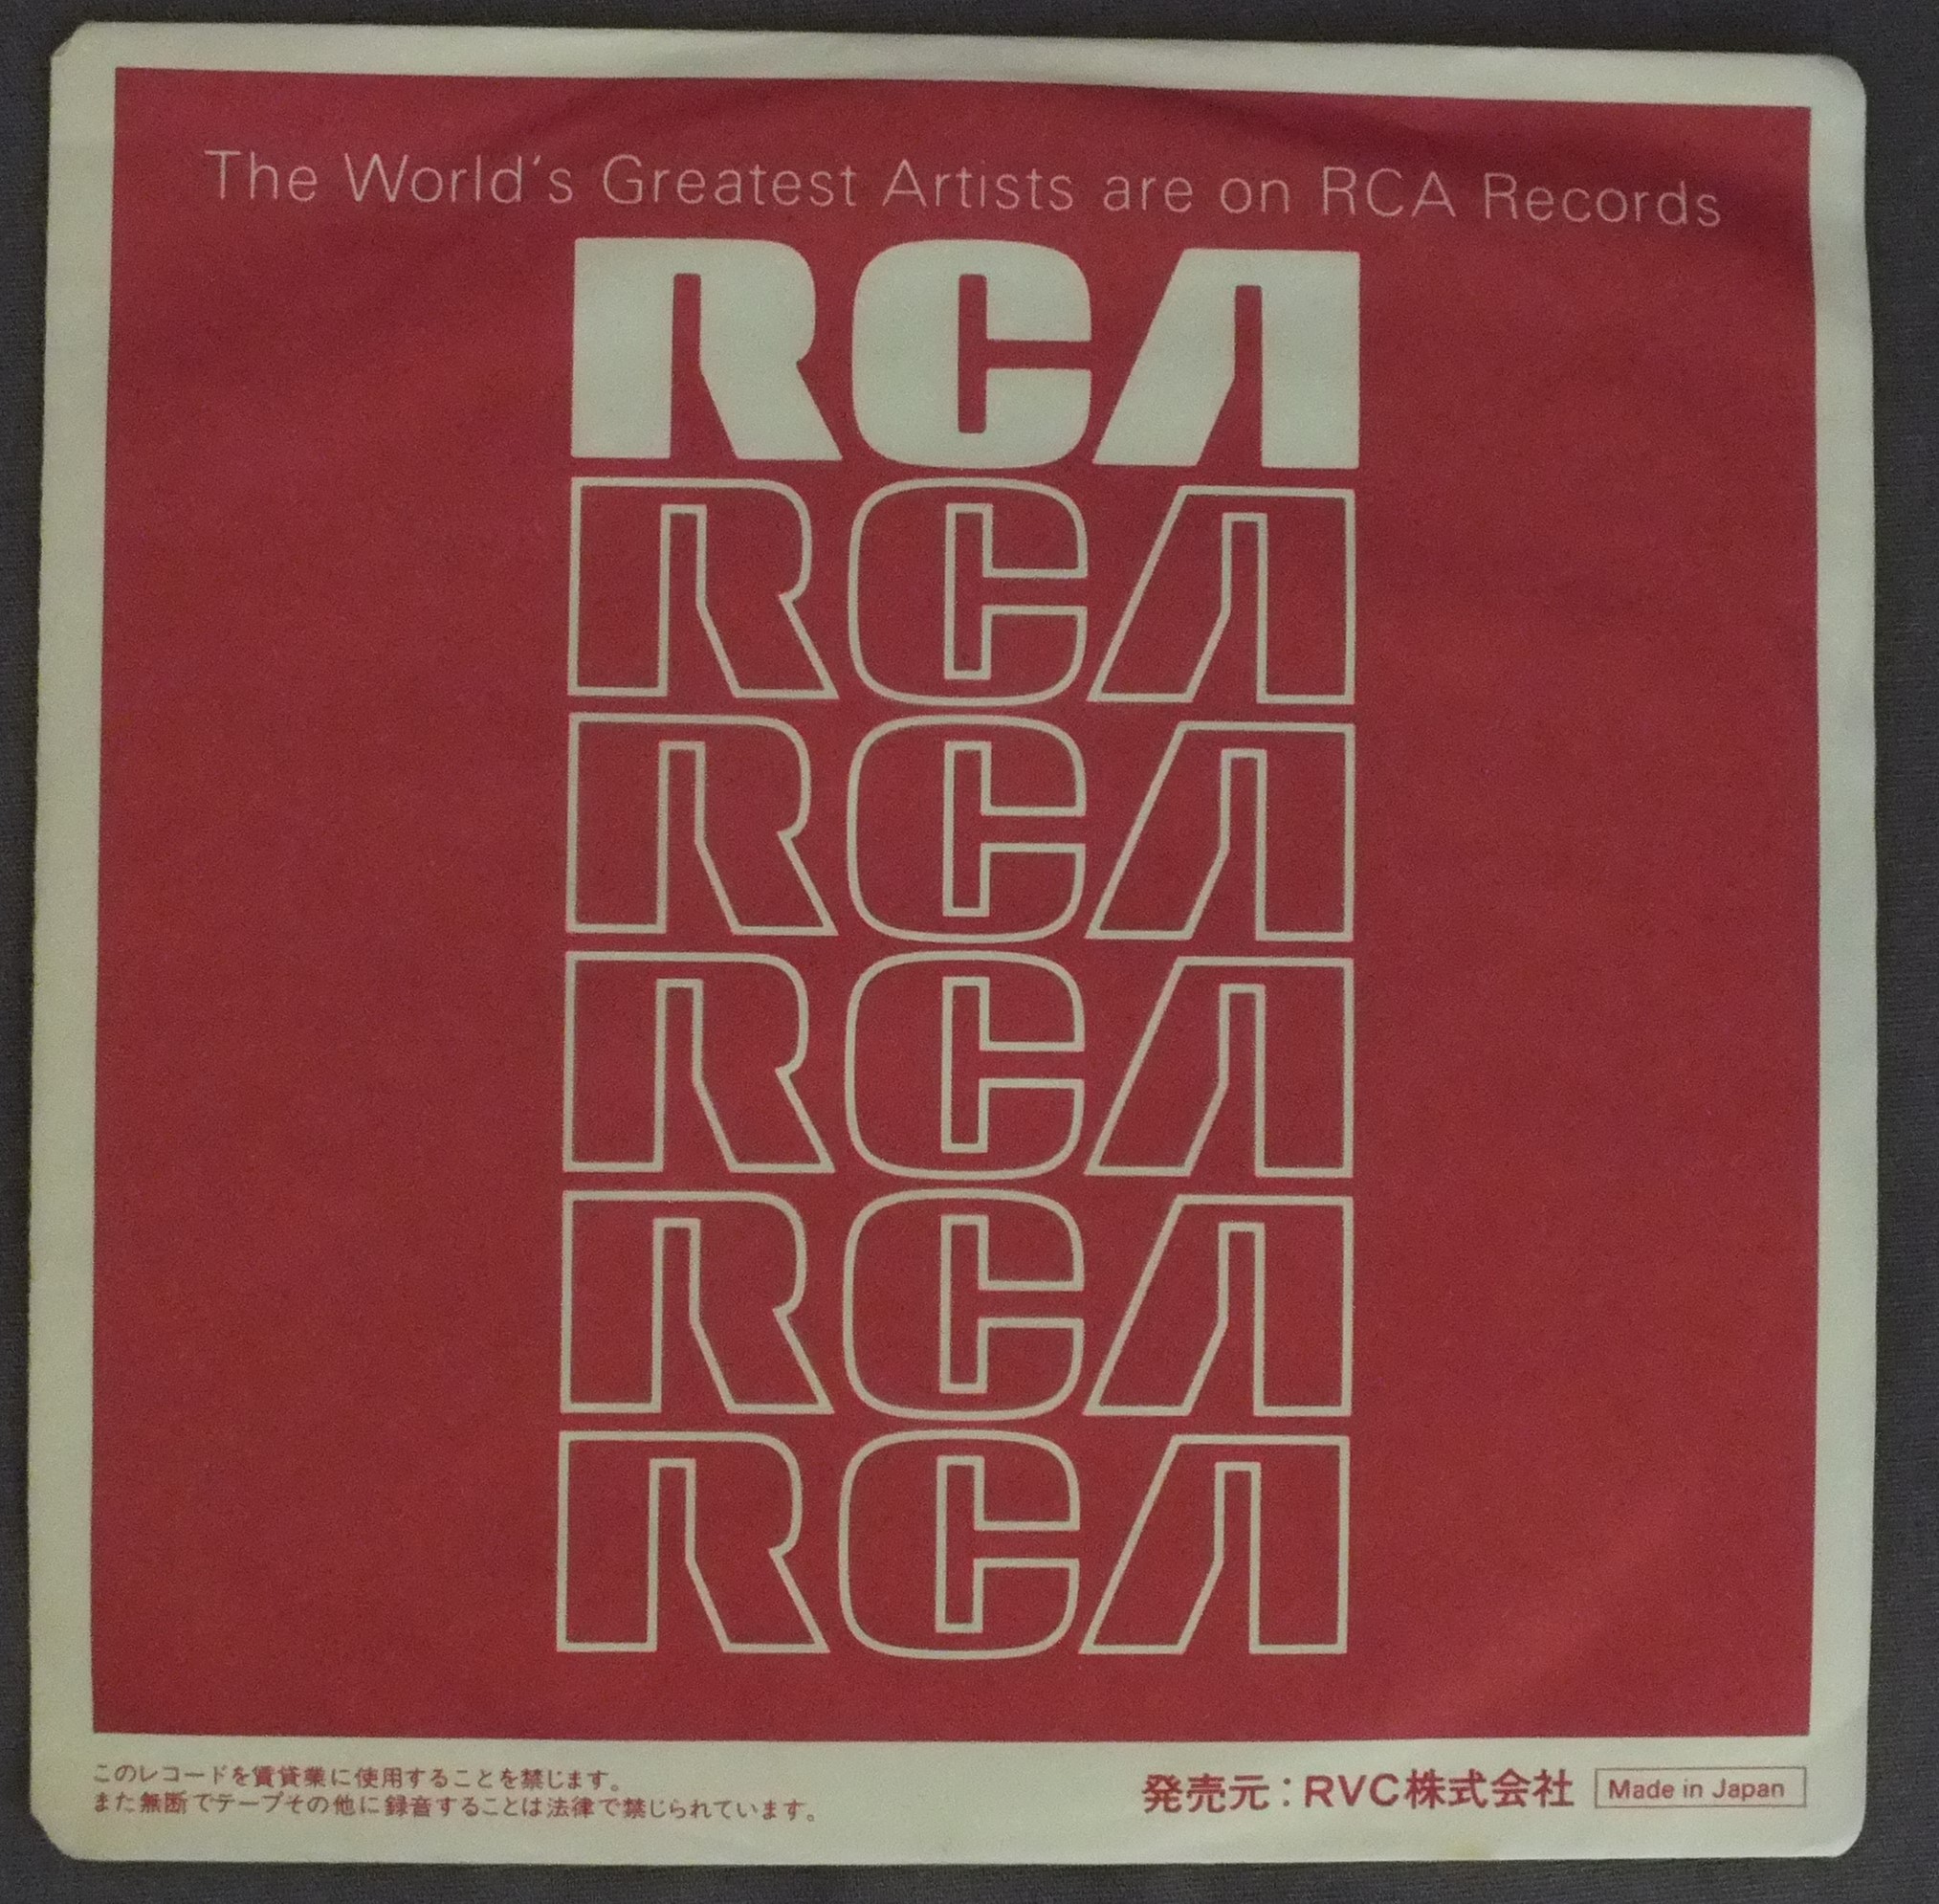 The World's Greatest Artists are on RCA Records
RCA
RCA
RCA
RCA
RCA
RCA
このレコードを賃貸業に使用することを禁じます。
また無断でテープその他に録音することは法律で禁じられています。
発売元：RVC株式会社 Made in Japan